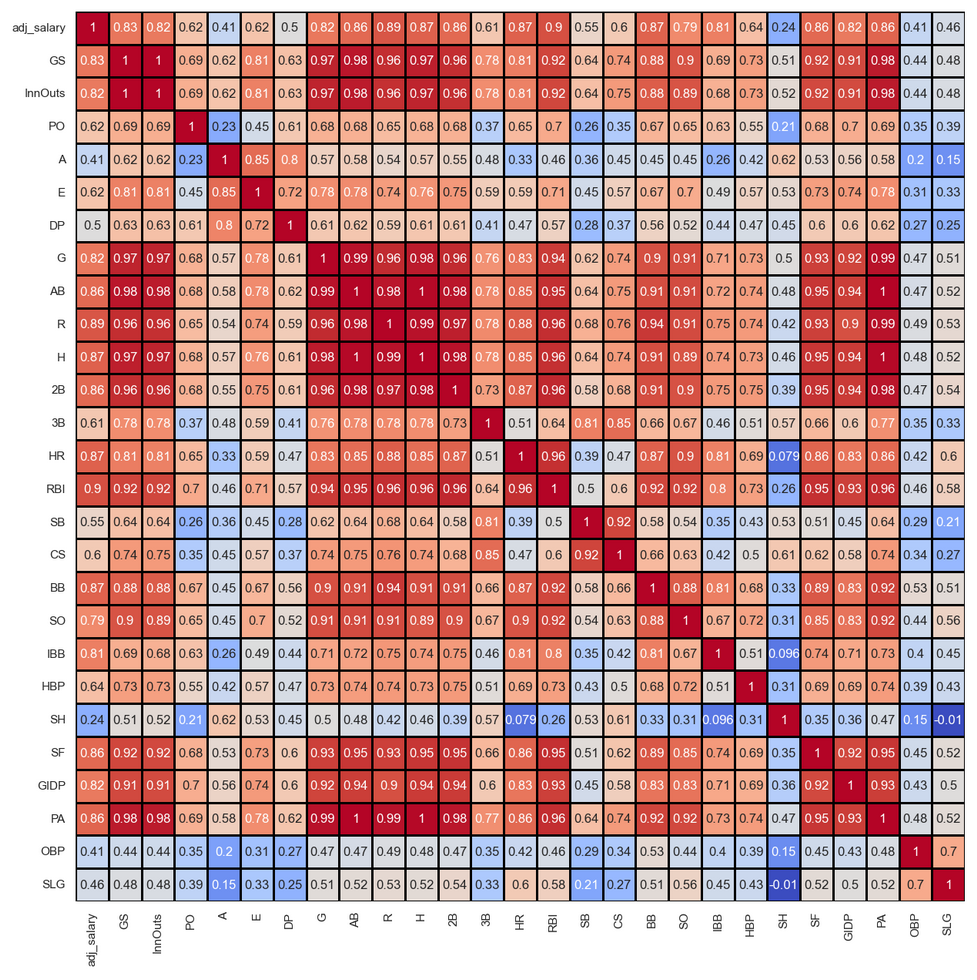 adj_salary 1 0.83 0.82 0.62 0.41 0.62 0.5 0.82 0.86 0.89 0.87 0.86 0.61 0.87 0.9 0.55 0.6 0.87 0.79 0.81 0.64 0.24 0.86 0.82 0.86 0.41 0.46
GS 0.83 1 1 0.69 0.62 0.81 0.63 0.97 0.98 0.96 0.97 0.96 0.78 0.81 0.92 0.64 0.74 0.88 0.9 0.69 0.73 0.51 0.92 0.91 0.98 0.44 0.48
InnOuts 0.82 1 1 0.69 0.62 0.81 0.63 0.97 0.98 0.96 0.97 0.96 0.78 0.81 0.92 0.64 0.75 0.88 0.89 0.68 0.73 0.52 0.92 0.91 0.98 0.44 0.48
PO 0.62 0.69 0.69 1 0.23 0.45 0.61 0.68 0.68 0.65 0.68 0.68 0.37 0.65 0.7 0.26 0.35 0.67 0.65 0.63 0.55 0.21 0.68 0.7 0.69 0.35 0.39
A 0.41 0.62 0.62 0.23 1 0.85 0.8 0.57 0.58 0.54 0.57 0.55 0.48 0.33 0.46 0.36 0.45 0.45 0.45 0.26 0.42 0.62 0.53 0.56 0.58 0.2 0.15
E 0.62 0.81 0.81 0.45 0.85 1 0.72 0.78 0.78 0.74 0.76 0.75 0.59 0.59 0.71 0.45 0.57 0.67 0.7 0.49 0.57 0.53 0.73 0.74 0.78 0.31 0.33
DP 0.5 0.63 0.63 0.61 0.8 0.72 1 0.61 0.62 0.59 0.61 0.61 0.41 0.47 0.57 0.28 0.37 0.56 0.52 0.44 0.47 0.45 0.6 0.6 0.62 0.27 0.25
G 0.82 0.97 0.97 0.68 0.57 0.78 0.61 1 0.99 0.96 0.98 0.96 0.76 0.83 0.94 0.62 0.74 0.9 0.91 0.71 0.73 0.5 0.93 0.92 0.99 0.47 0.51
AB 0.86 0.98 0.98 0.68 0.58 0.78 0.62 0.99 1 0.98 1 0.98 0.78 0.85 0.95 0.64 0.75 0.91 0.91 0.72 0.74 0.48 0.95 0.94 1 0.47 0.52
R 0.89 0.96 0.96 0.65 0.54 0.74 0.59 0.96 0.98 1 0.99 0.97 0.78 0.88 0.96 0.68 0.76 0.94 0.91 0.75 0.74 0.42 0.93 0.9 0.99 0.49 0.53
H 0.87 0.97 0.97 0.68 0.57 0.76 0.61 0.98 1 0.99 1 0.98 0.78 0.85 0.96 0.64 0.74 0.91 0.89 0.74 0.73 0.46 0.95 0.94 1 0.48 0.52
2B 0.86 0.96 0.96 0.68 0.55 0.75 0.61 0.96 0.98 0.97 0.98 1 0.73 0.87 0.96 0.58 0.68 0.91 0.9 0.75 0.75 0.39 0.95 0.94 0.98 0.47 0.54
3B 0.61 0.78 0.78 0.37 0.48 0.59 0.41 0.76 0.78 0.78 0.78 0.73 1 0.51 0.64 0.81 0.85 0.66 0.67 0.46 0.51 0.57 0.66 0.6 0.77 0.35 0.33
HR 0.87 0.81 0.81 0.65 0.33 0.59 0.47 0.83 0.85 0.88 0.85 0.87 0.51 1 0.96 0.39 0.47 0.87 0.9 0.81 0.69 0.079 0.86 0.83 0.86 0.42 0.6
RBI 0.9 0.92 0.92 0.7 0.46 0.71 0.57 0.94 0.95 0.96 0.96 0.96 0.64 0.96 1 0.5 0.6 0.92 0.92 0.8 0.73 0.26 0.95 0.93 0.96 0.46 0.58
SB 0.55 0.64 0.64 0.26 0.36 0.45 0.28 0.62 0.64 0.68 0.64 0.58 0.81 0.39 0.5 1 0.92 0.58 0.54 0.35 0.43 0.53 0.51 0.45 0.64 0.29 0.21
CS 0.6 0.74 0.75 0.35 0.45 0.57 0.37 0.74 0.75 0.76 0.74 0.68 0.85 0.47 0.6 0.92 1 0.66 0.63 0.42 0.5 0.61 0.62 0.58 0.74 0.34 0.27
BB 0.87 0.88 0.88 0.67 0.45 0.67 0.56 0.9 0.91 0.94 0.91 0.91 0.66 0.87 0.92 0.58 0.66 1 0.88 0.81 0.68 0.33 0.89 0.83 0.92 0.53 0.51
SO 0.79 0.9 0.89 0.65 0.45 0.7 0.52 0.91 0.91 0.91 0.89 0.9 0.67 0.9 0.92 0.54 0.63 0.88 1 0.67 0.72 0.31 0.85 0.83 0.92 0.44 0.56
IBB 0.81 0.69 0.68 0.63 0.26 0.49 0.44 0.71 0.72 0.75 0.74 0.75 0.46 0.81 0.8 0.35 0.42 0.81 0.67 1 0.51 0.096 0.74 0.71 0.73 0.4 0.45
HBP 0.64 0.73 0.73 0.55 0.42 0.57 0.47 0.73 0.74 0.74 0.73 0.75 0.51 0.69 0.73 0.43 0.5 0.68 0.72 0.51 1 0.31 0.69 0.69 0.74 0.39 0.43
SH 0.24 0.51 0.52 0.21 0.62 0.53 0.45 0.5 0.48 0.42 0.46 0.39 0.57 0.079 0.26 0.53 0.61 0.33 0.31 0.096 0.31 1 0.35 0.36 0.47 0.15 -0.01
SF 0.86 0.92 0.92 0.68 0.53 0.73 0.6 0.93 0.95 0.93 0.95 0.95 0.66 0.86 0.95 0.51 0.62 0.89 0.85 0.74 0.69 0.35 1 0.92 0.95 0.45 0.52
GIDP 0.82 0.91 0.91 0.7 0.56 0.74 0.6 0.92 0.94 0.9 0.94 0.94 0.6 0.83 0.93 0.45 0.58 0.83 0.83 0.71 0.69 0.36 0.92 1 0.93 0.43 0.5
PA 0.86 0.98 0.98 0.69 0.58 0.78 0.62 0.99 1 0.99 1 0.98 0.77 0.86 0.96 0.64 0.74 0.92 0.92 0.73 0.74 0.47 0.95 0.93 1 0.48 0.52
OBP 0.41 0.44 0.44 0.35 0.2 0.31 0.27 0.47 0.47 0.49 0.48 0.47 0.35 0.42 0.46 0.29 0.34 0.53 0.44 0.4 0.39 0.15 0.45 0.43 0.48 1 0.7
SLG 0.46 0.48 0.48 0.39 0.15 0.33 0.25 0.51 0.52 0.53 0.52 0.54 0.33 0.6 0.58 0.21 0.27 0.51 0.56 0.45 0.43 -0.01 0.52 0.5 0.52 0.7 1
adj_salary GS InnOuts PO A E DP G AB R H 2B 3B HR RBI SB CS BB SO IBB HBP SH SF GIDP PA OBP SLG